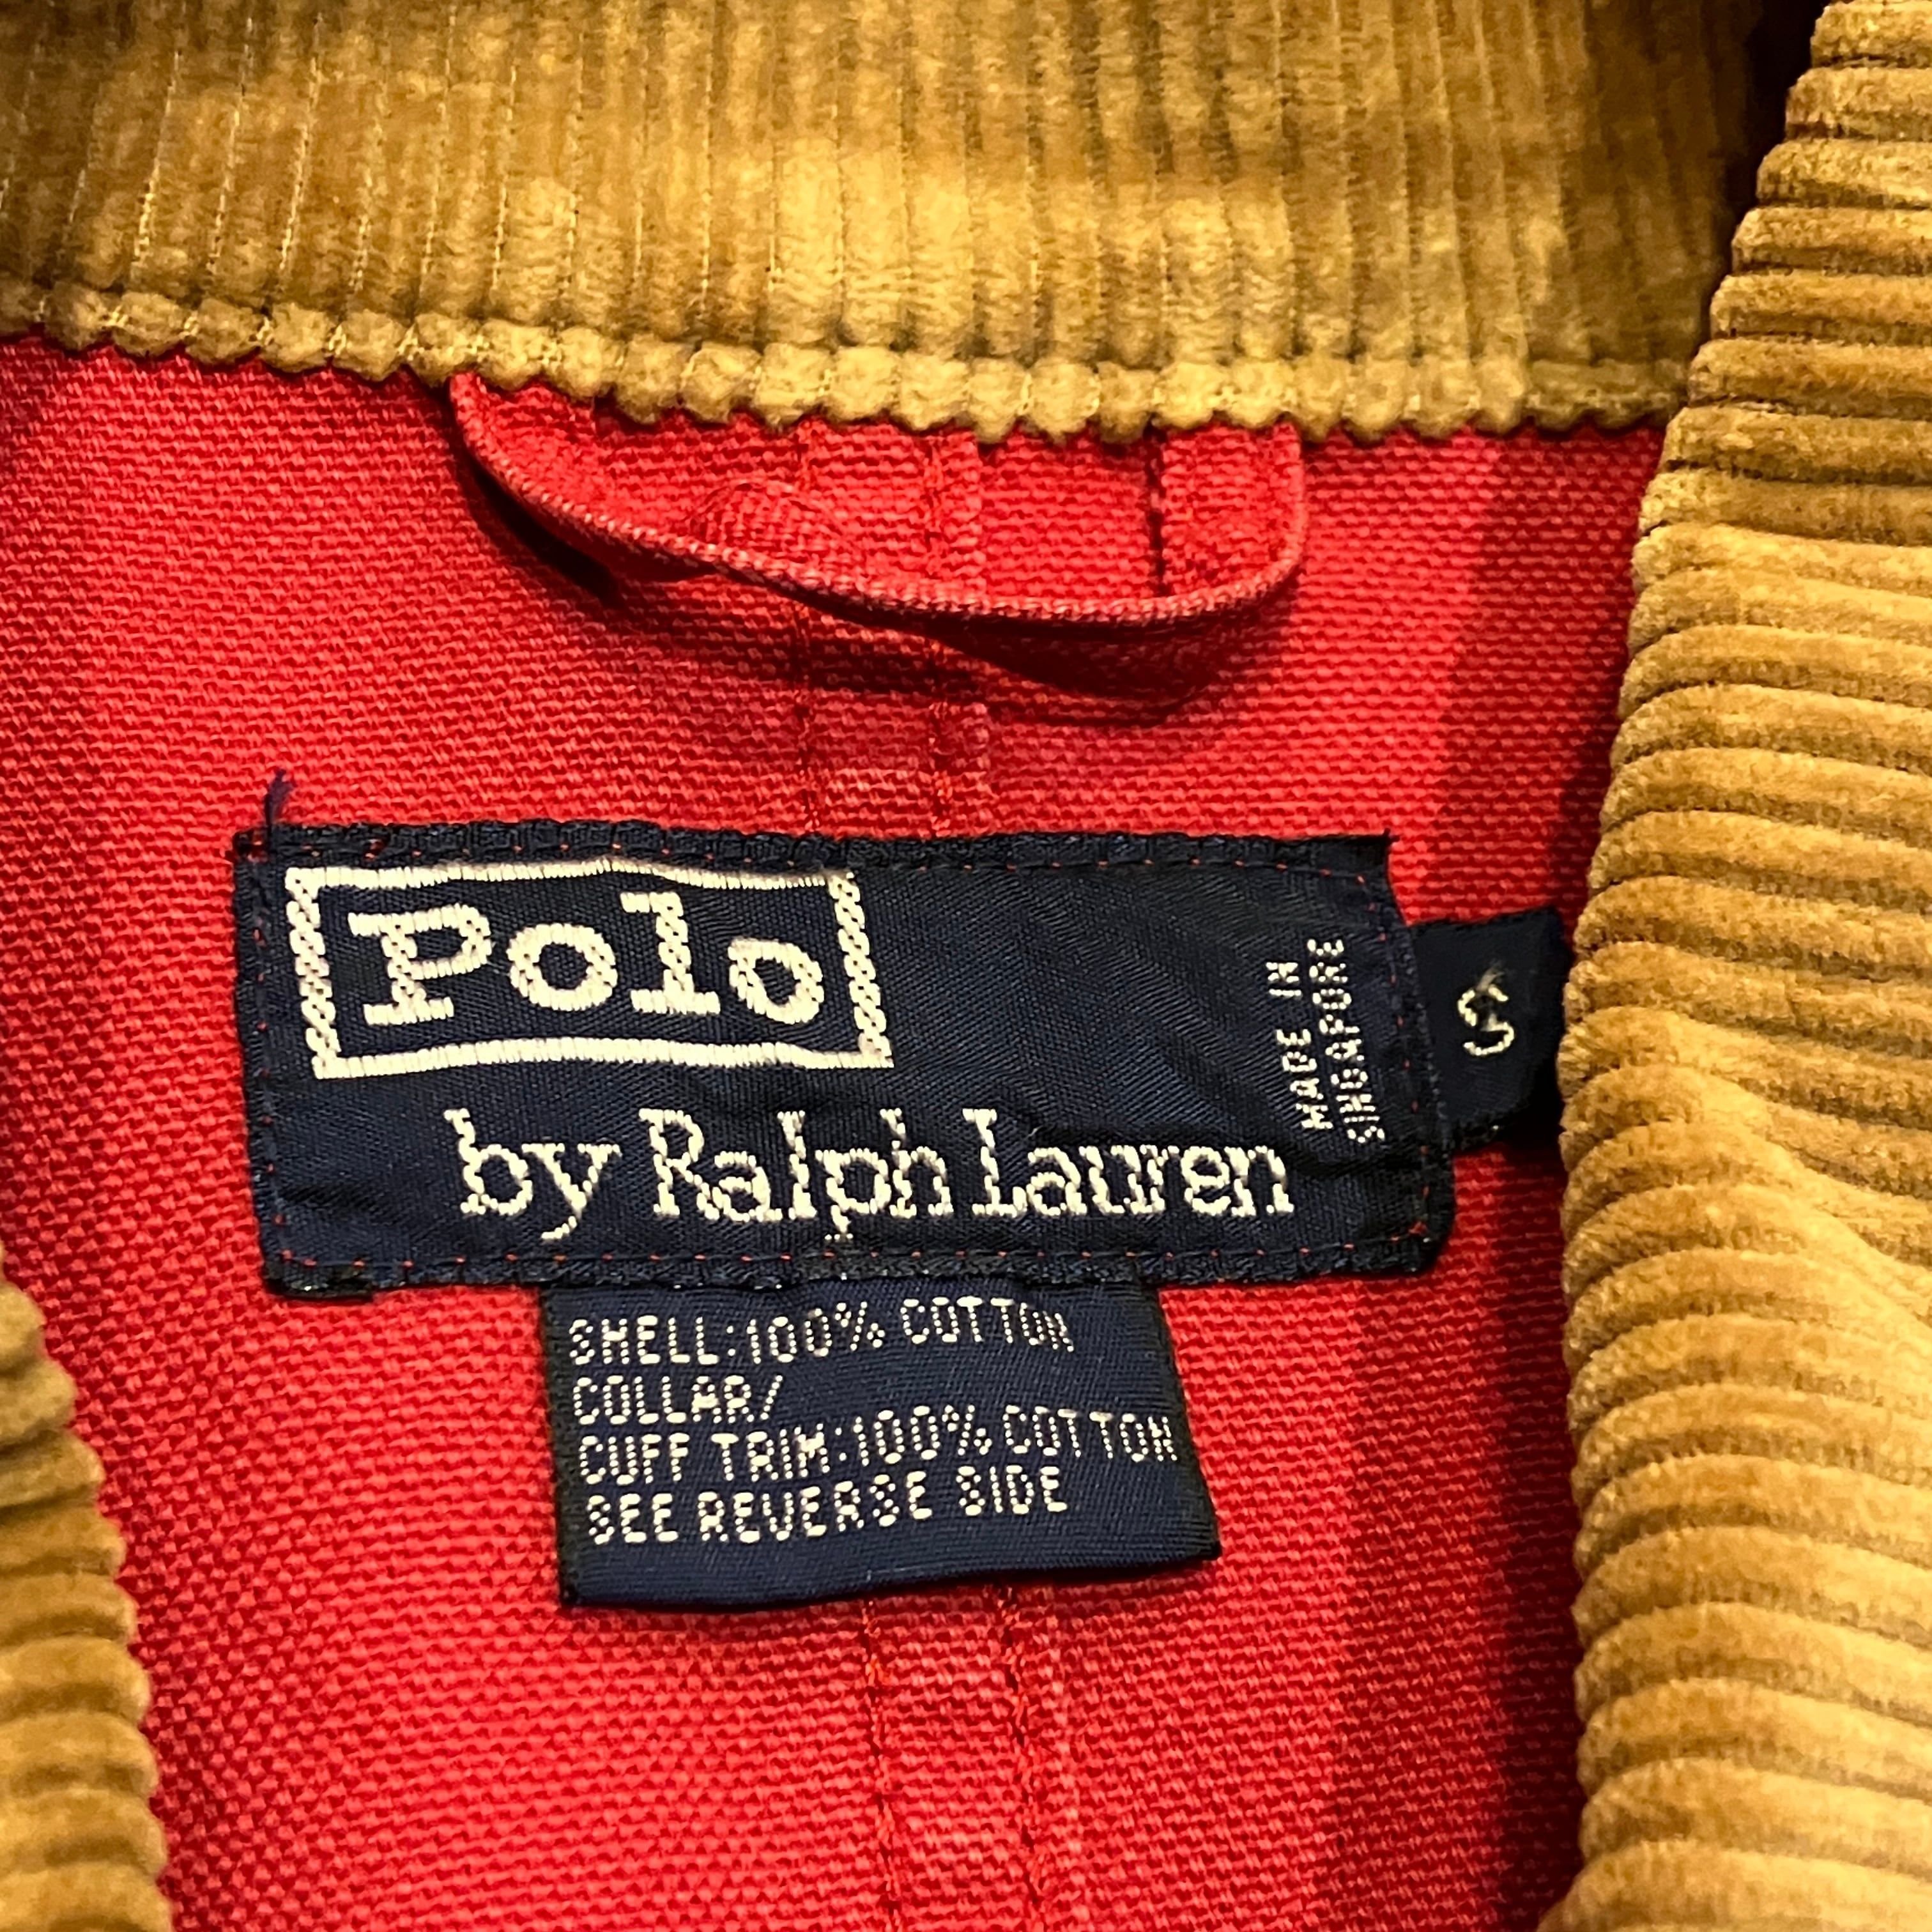 Polo
by Ralph Lauren
MADE IN
SINGAPORE
S
SHELL:100% COTTON
COLLAR/
CUFF TRIM:100% COTTON
SEE REVERSE SIDE